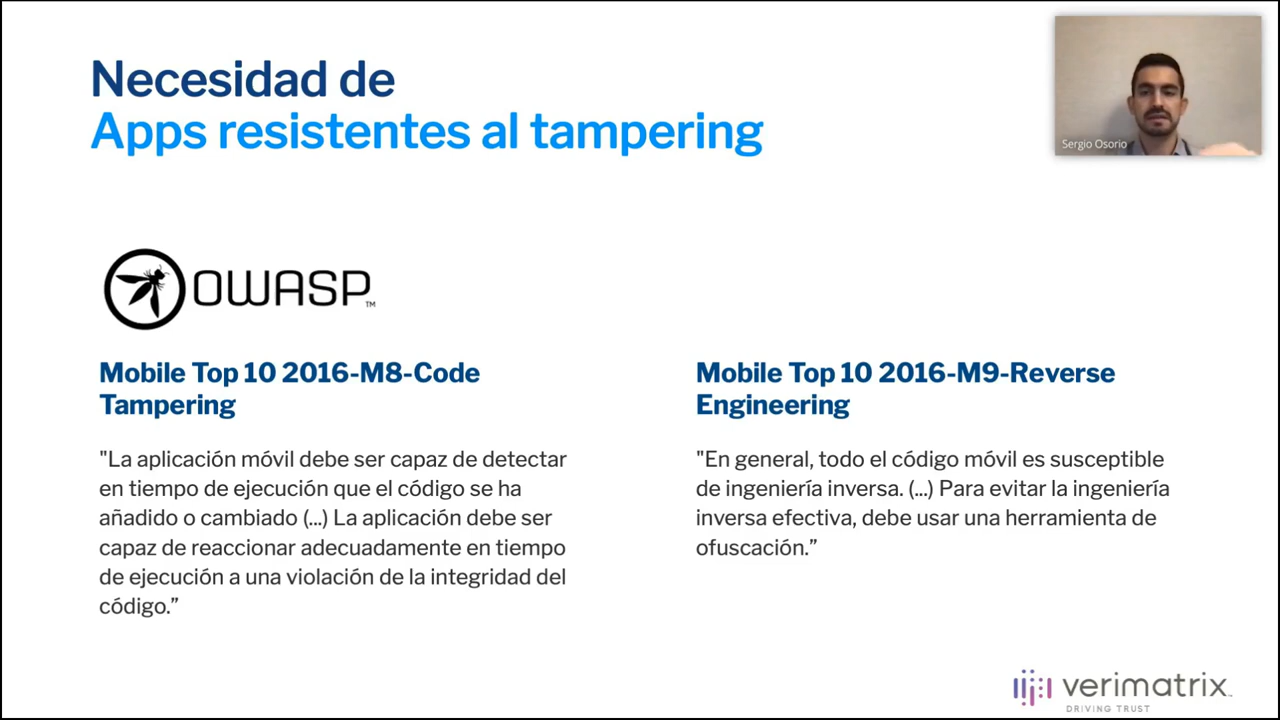 Necesidad de
Apps resistentes al tampering
Sergio Osorio
OWASP™
Mobile Top 10 2016-M8-Code
Tampering
"La aplicación móvil debe ser capaz de detectar
en tiempo de ejecución que el código se ha
añadido o cambiado (...) La aplicación debe ser
capaz de reaccionar adecuadamente en tiempo
de ejecución a una violación de la integridad del
código.”
Mobile Top 10 2016-M9-Reverse
Engineering
"En general, todo el código móvil es susceptible
de ingeniería inversa. (...) Para evitar la ingeniería
inversa efectiva, debe usar una herramienta de
ofuscación.”
verimatrix™
DRIVING TRUST